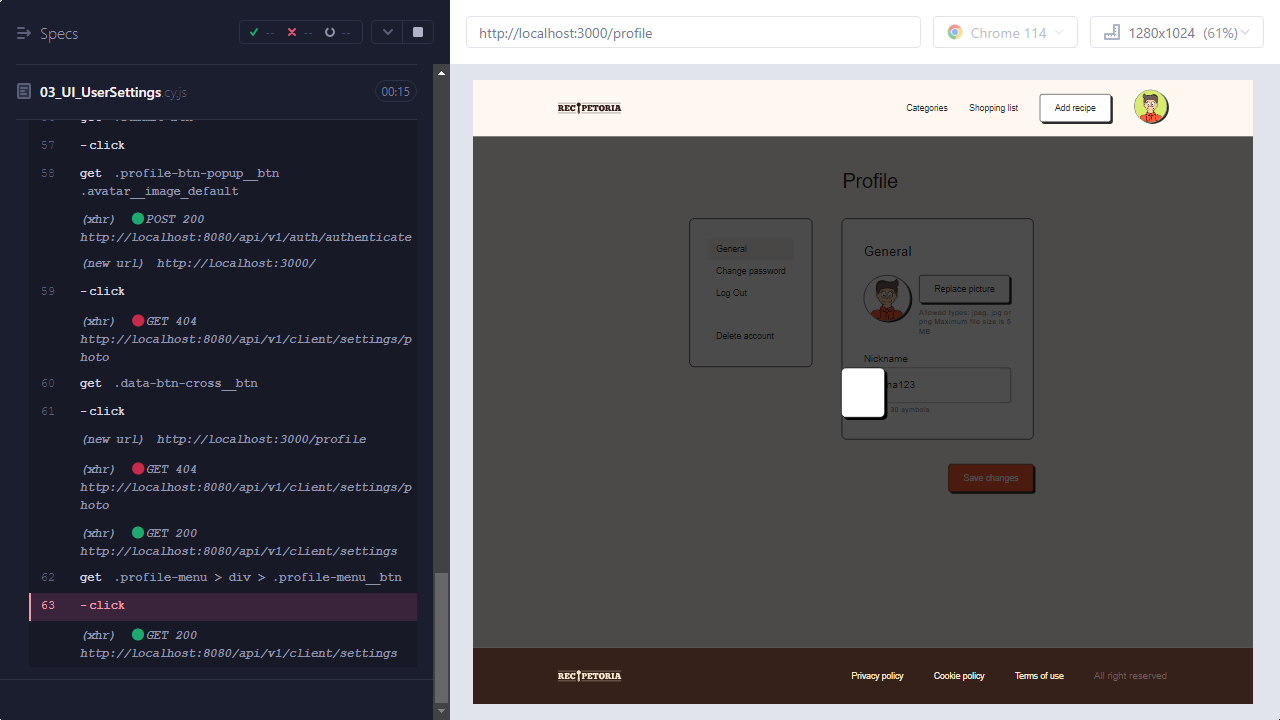 Specs
-- -- --
03_UI_UserSettings.cy.js
00:15
57 -click
58 get .profile-btn-popup__btn
.avatar__image_default
(xhr) POST 200
http://localhost:8080/api/v1/auth/authenticate
(new url) http://localhost:3000/
59 -click
(xhr) GET 404
http://localhost:8080/api/v1/client/settings/p
hoto
60 get .data-btn-cross__btn
61 -click
(new url) http://localhost:3000/profile
(xhr) GET 404
http://localhost:8080/api/v1/client/settings/p
hoto
(xhr) GET 200
http://localhost:8080/api/v1/client/settings
62 get .profile-menu > div > .profile-menu__btn
63 -click
(xhr) GET 200
http://localhost:8080/api/v1/client/settings
http://localhost:3000/profile
Chrome 114
1280x1024 (61%)
RECIPETORIA
Categories
Shopping list
Add recipe
Profile
General
Change password
Log Out
Delete account
General
Replace picture
Allowed types: jpeg, jpg or
png Maximum file size is 5
MB
Nickname
na123
30 symbols
Save changes
RECIPETORIA
Privacy policy
Cookie policy
Terms of use
All right reserved